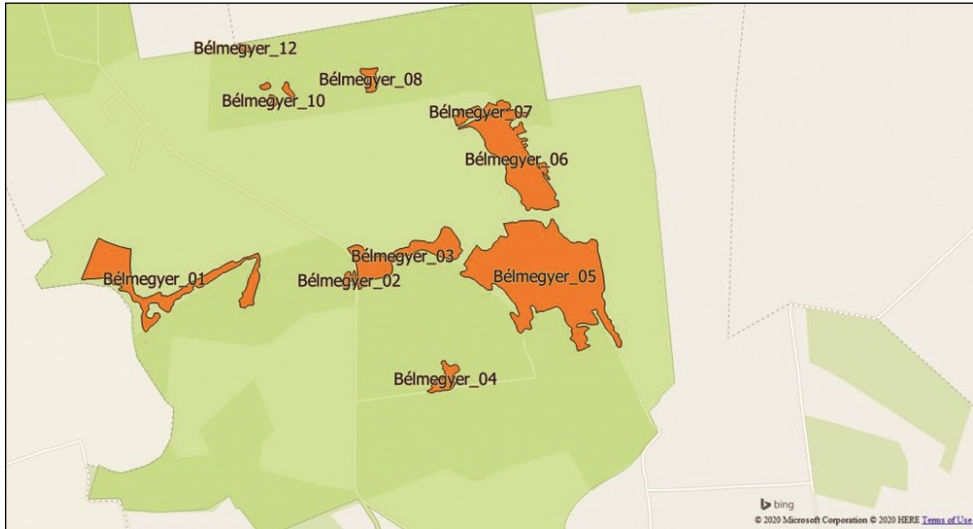 Bélmegyer_12
Bélmegyer_08
Bélmegyer_10
Bélmegyer_07
Bélmegyer_06
Bélmegyer_03
Bélmegyer_01
Bélmegyer_02
Bélmegyer_05
Bélmegyer_04
bing
© 2020 Microsoft Corporation © 2020 HERE Terms of Use